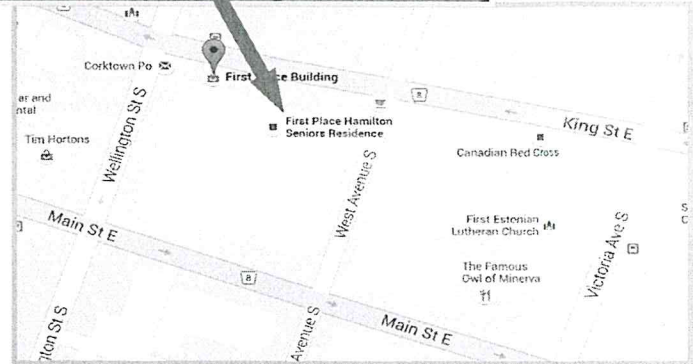 Corktown Po
First Place Building
ar and
ntal
Tim Hortons
Wellington St S
First Place Hamilton
Seniors Residence
8
King St E
Canadian Red Cross
West Avenue S
First Estonian
Lutheran Church
The Famous
Owl of Minerva
Victoria Ave S
S
C
Main St E
8
Main St E
Avenue S
ton St S